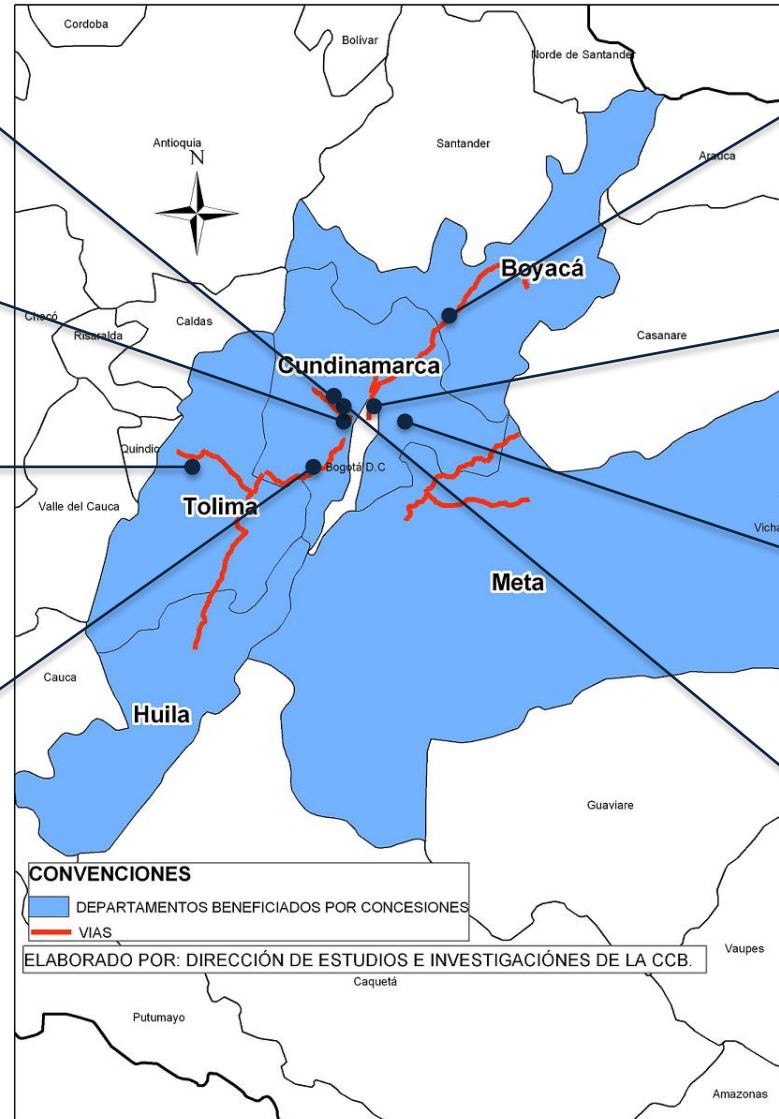 Cordoba
Bolívar
Norde de Santander
Antioquia
N
Santander
Arauca
Boyacá
Chocó
Risaralda
Caldas
Casanare
Cundinamarca
Quindio
Bogotá D.C
Valle del Cauca
Tolima
Vicha
Meta
Cauca
Huila
Guaviare
CONVENCIONES
DEPARTAMENTOS BENEFICIADOS POR CONCESIONES
VIAS
ELABORADO POR: DIRECCIÓN DE ESTUDIOS E INVESTIGACIÓNES DE LA CCB.
Vaupes
Caquetá
Putumayo
Amazonas